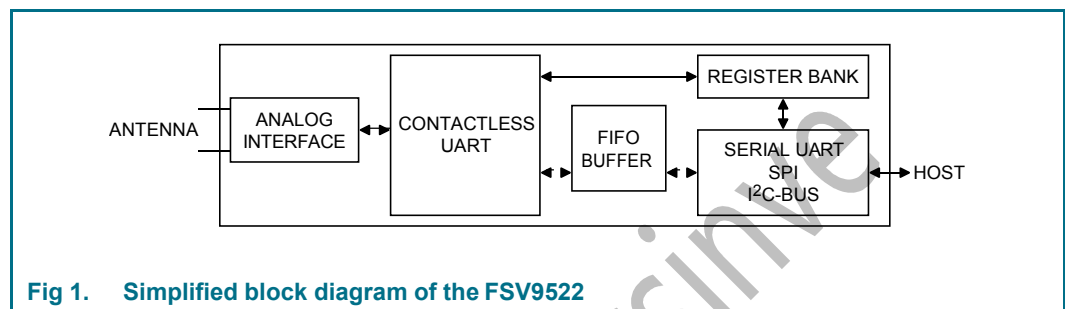 ANTENNA
ANALOG
INTERFACE
CONTACTLESS
UART
FIFO
BUFFER
REGISTER BANK
SERIAL UART
SPI
I²C-BUS
HOST
Fig 1. Simplified block diagram of the FSV9522